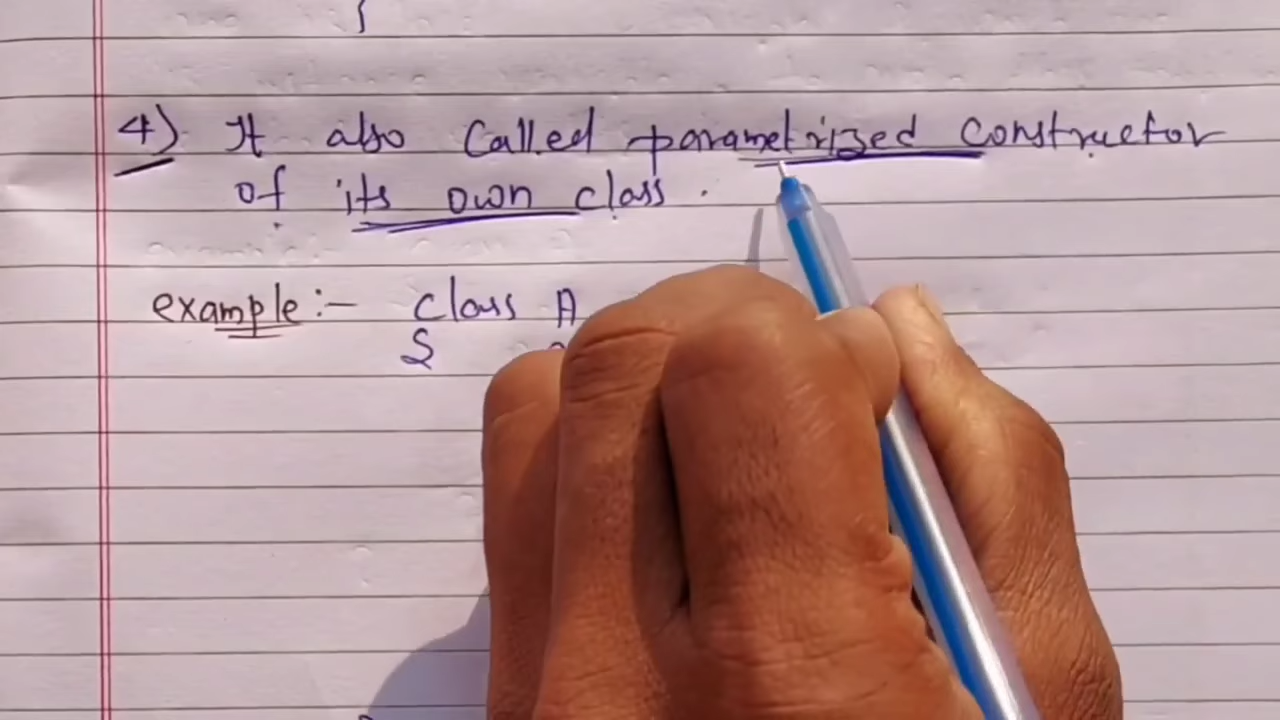 4) It also Called parametrized Constructor
of its own class.
example :- class A
{